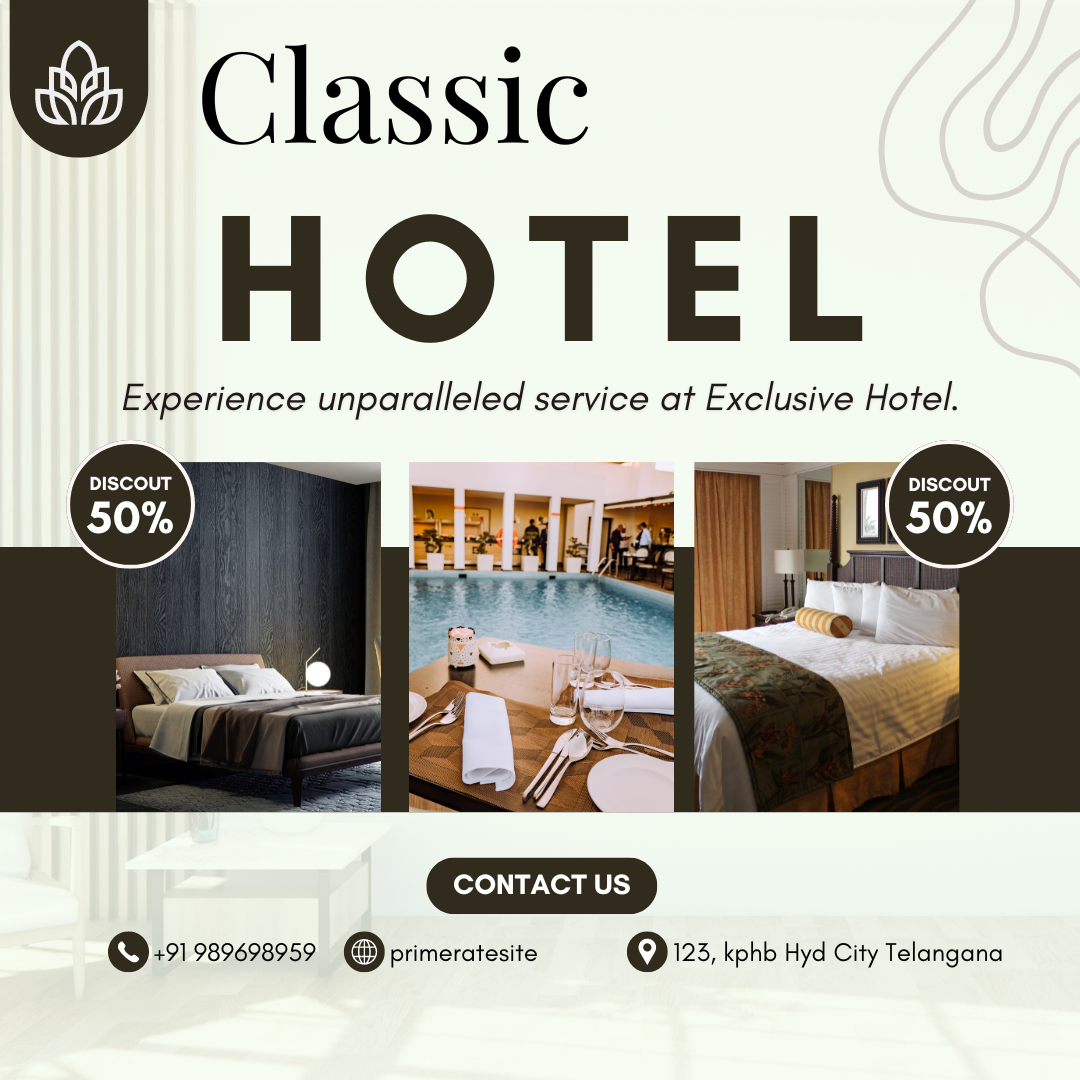 Classic
HOTEL
Experience unparalleled service at Exclusive Hotel.
DISCOUT
50%
DISCOUT
50%
CONTACT US
+91 989698959
primeratesite
123, kphb Hyd City Telangana